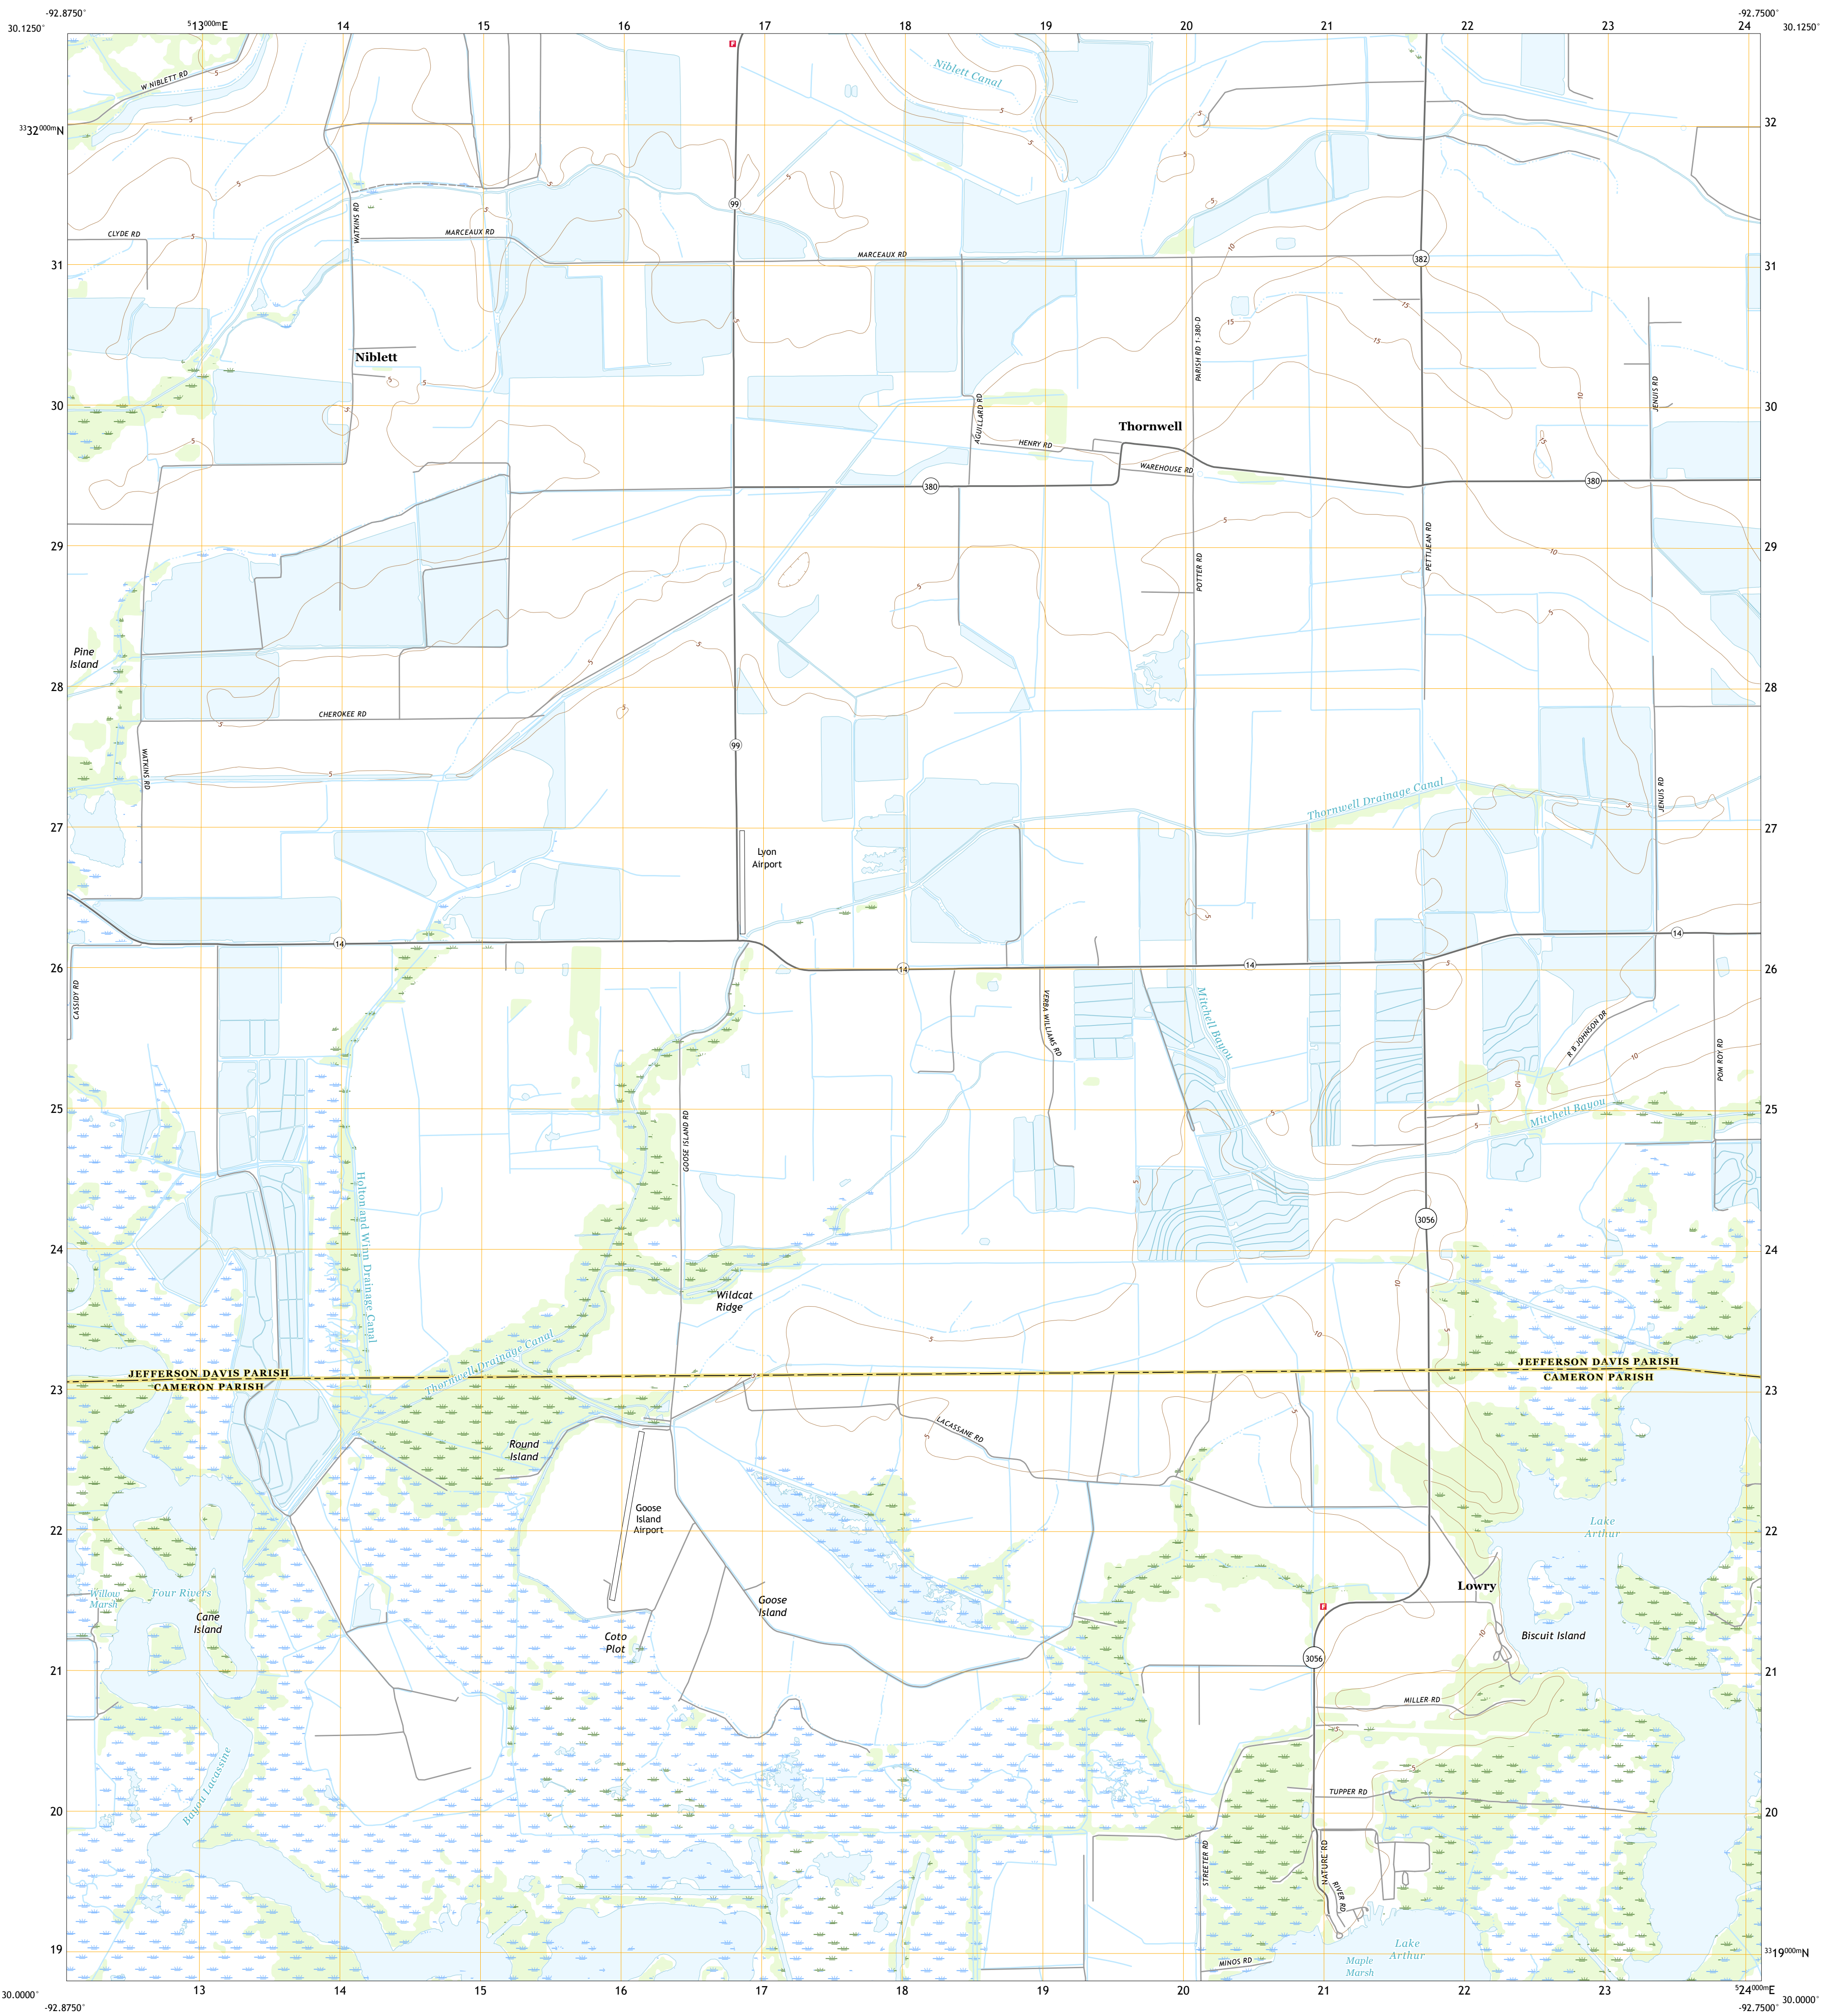 -92.8750°
-92.7500°
30.1250°
513000mE
14
15
16
17
18
19
20
21
22
23
24
30.1250°
W NIBLETT RD
5
Niblett Canal
3332000mN
32
WATKINS RD
99
CLYDE RD
MARCEAUX RD
MARCEAUX RD
382
31
31
10
15
15
15
PARISH RD 1-380-D
Niblett
JENUIS RD
30
30
AGUILLARD RD
Thornwell
HENRY RD
WAREHOUSE RD
380
380
29
29
PETTIJEAN RD
POTTER RD
Pine
Island
28
28
CHEROKEE RD
99
WATKINS RD
Thornwell Drainage Canal
JENUIS RD
27
27
Lyon
Airport
14
14
14
14
26
26
CASSIDY RD
VERBA WILLIAMS RD
Mitchell Bayou
R B JOHNSON DR
POM ROY RD
25
25
GOOSE ISLAND RD
Mitchell Bayou
Holton and Winn Drainage Canal
3056
24
24
Wildcat
Ridge
Thornwell Drainage Canal
JEFFERSON DAVIS PARISH
CAMERON PARISH
JEFFERSON DAVIS PARISH
CAMERON PARISH
23
23
LACASSANE RD
Round
Island
Goose
Island
Airport
22
22
Lake
Arthur
Willow
Marsh
Four Rivers
Cane
Island
Goose
Island
Lowry
Coto
Plot
Biscuit Island
3056
21
21
MILLER RD
Bayou Lacassine
TUPPER RD
20
20
STREETER RD
NATURE RD
RIVER RD
19
3319000mN
Lake
Arthur
Maple
Marsh
MINOS RD
30.0000°
13
14
15
16
17
18
19
20
21
22
23
524000mE
30.0000°
-92.8750°
-92.7500°